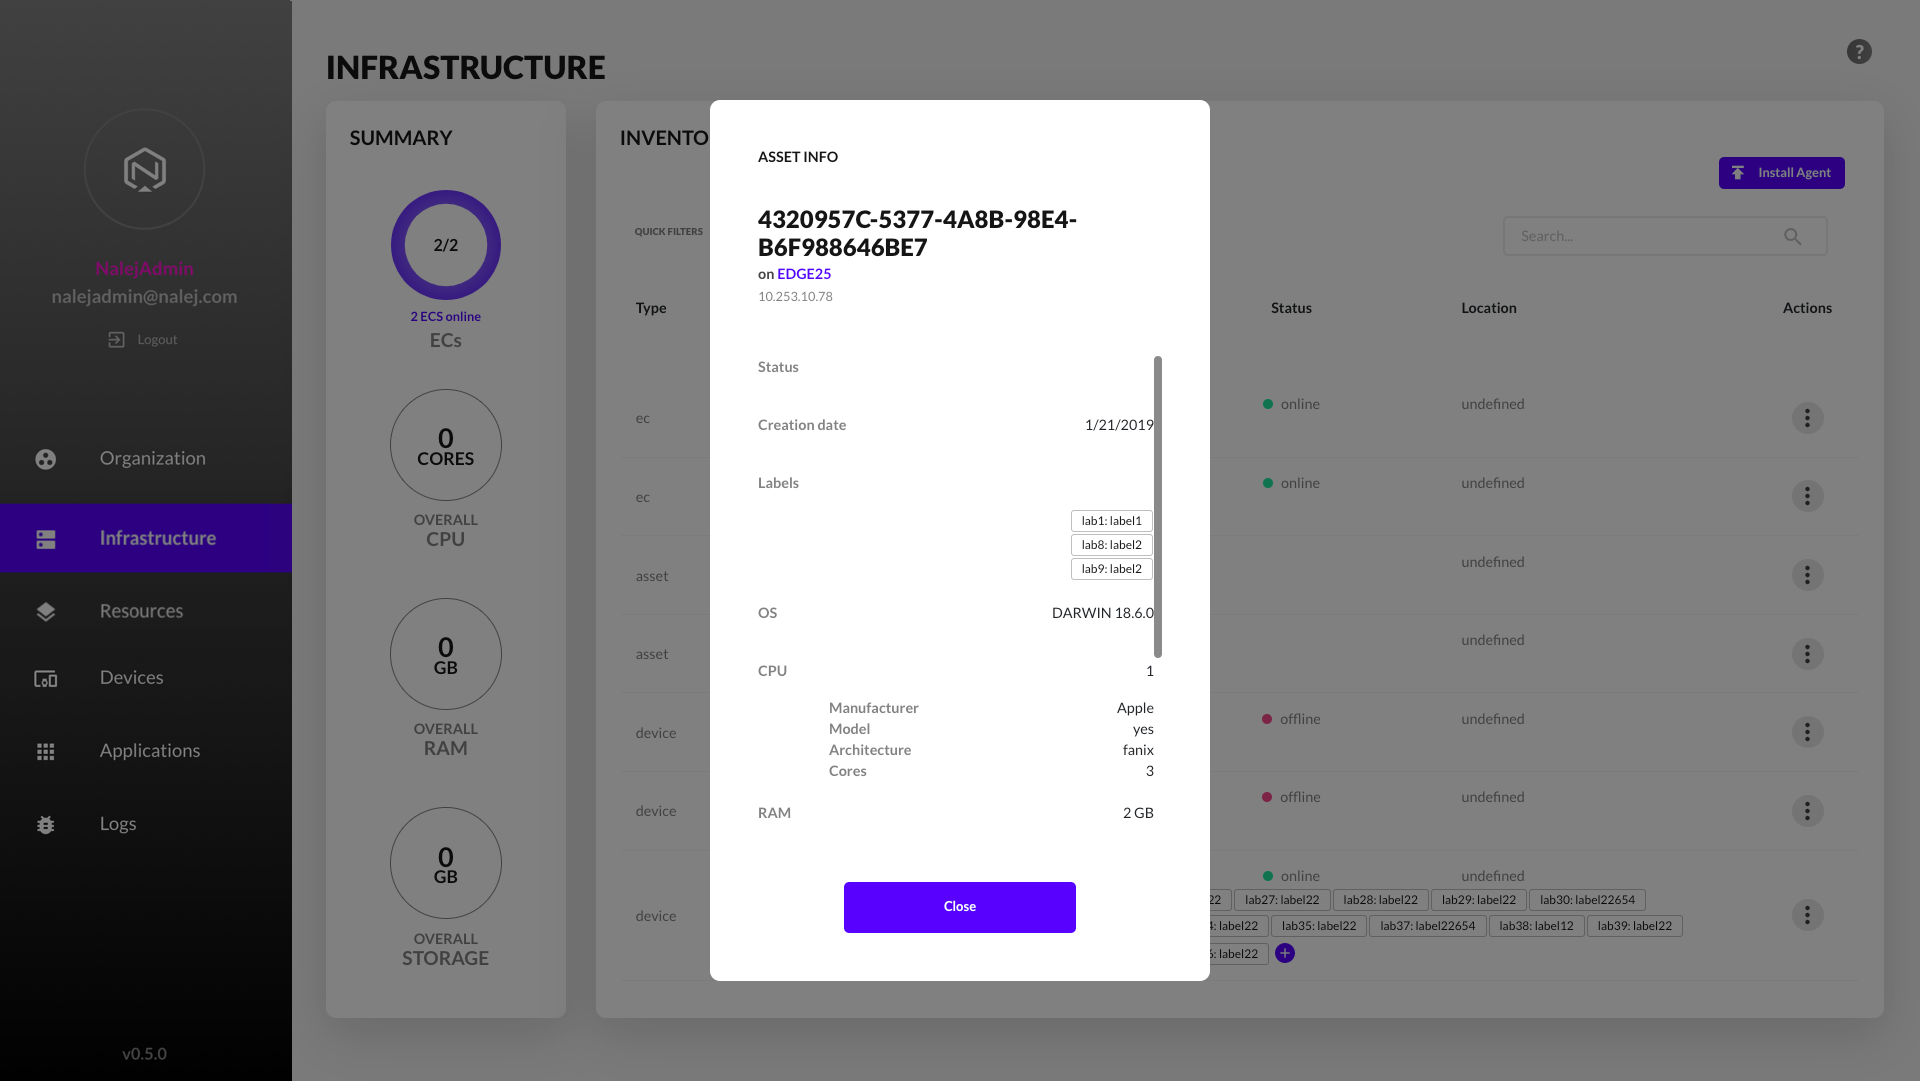 NalejAdmin
nalejadmin@nalej.com
Logout
Organization
Infrastructure
Resources
Devices
Applications
Logs
v0.5.0
INFRASTRUCTURE
?
SUMMARY
2/2
2 ECS online
ECs
0
CORES
OVERALL
CPU
0
GB
OVERALL
RAM
0
GB
OVERALL
STORAGE
INVENTO
Install Agent
QUICK FILTERS
Search...
Type Status Location Actions
ec online undefined
ec online undefined
asset undefined
asset undefined
device offline undefined
device offline undefined
device online undefined
22 lab27: label22 lab28: label22 lab29: label22 lab30: label22654
: label22 lab35: label22 lab37: label22654 lab38: label12 lab39: label22
: label22
ASSET INFO
4320957C-5377-4A8B-98E4-
B6F988646BE7
on EDGE25
10.253.10.78
Status
Creation date 1/21/2019
Labels
lab1: label1
lab8: label2
lab9: label2
OS DARWIN 18.6.0
CPU 1
Manufacturer Apple
Model yes
Architecture fanix
Cores 3
RAM 2 GB
Close